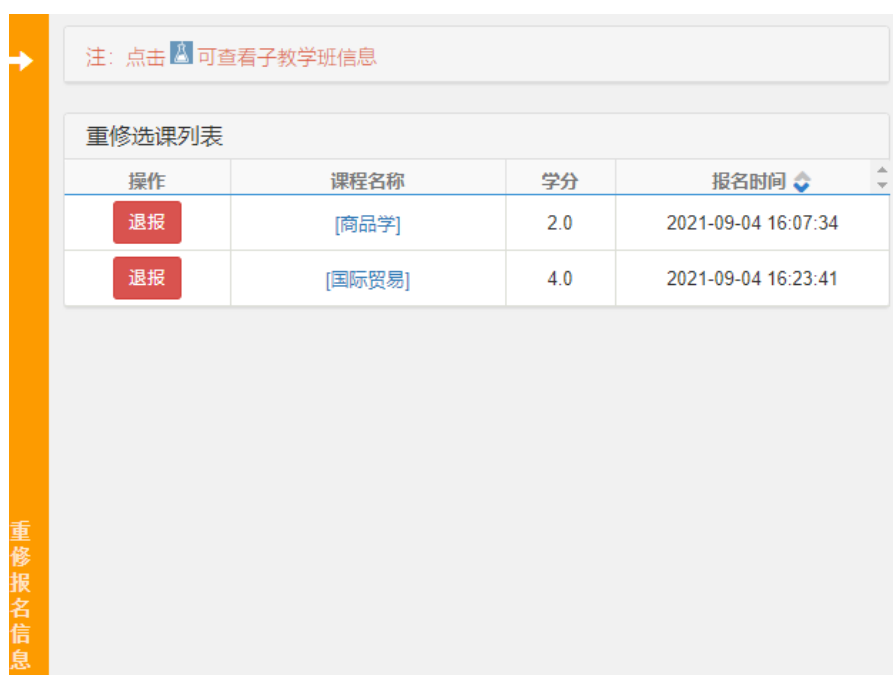 注：点击可查看子教学班信息
重修选课列表
操作 课程名称 学分 报名时间
退报 [商品学] 2.0 2021-09-04 16:07:34
退报 [国际贸易] 4.0 2021-09-04 16:23:41
重修报名信息